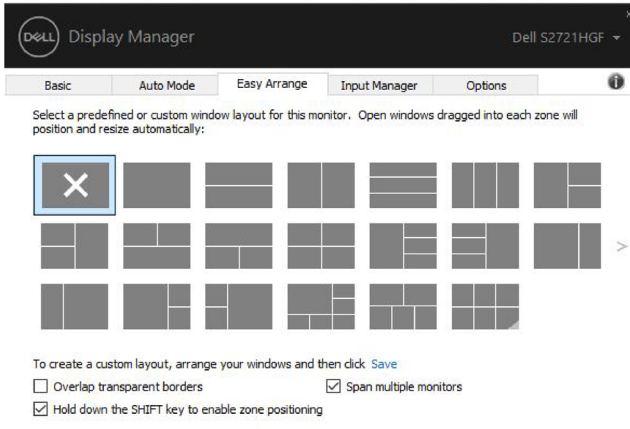 DELL Display Manager
Dell S2721HGF
Basic Auto Mode Easy Arrange Input Manager Options
Select a predefined or custom window layout for this monitor. Open windows dragged into each zone will
position and resize automatically:
To create a custom layout, arrange your windows and then click Save
Overlap transparent borders Span multiple monitors
Hold down the SHIFT key to enable zone positioning